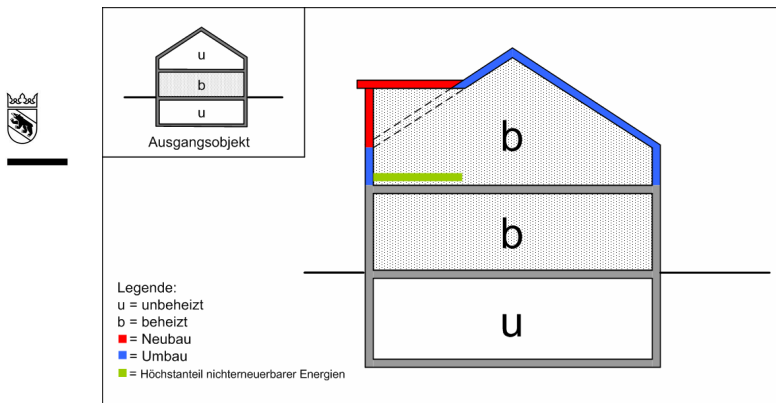 u
b
u
Ausgangsobjekt
b
b
u
Legende:
u = unbeheizt
b = beheizt
= Neubau
= Umbau
= Höchstanteil nichterneuerbarer Energien